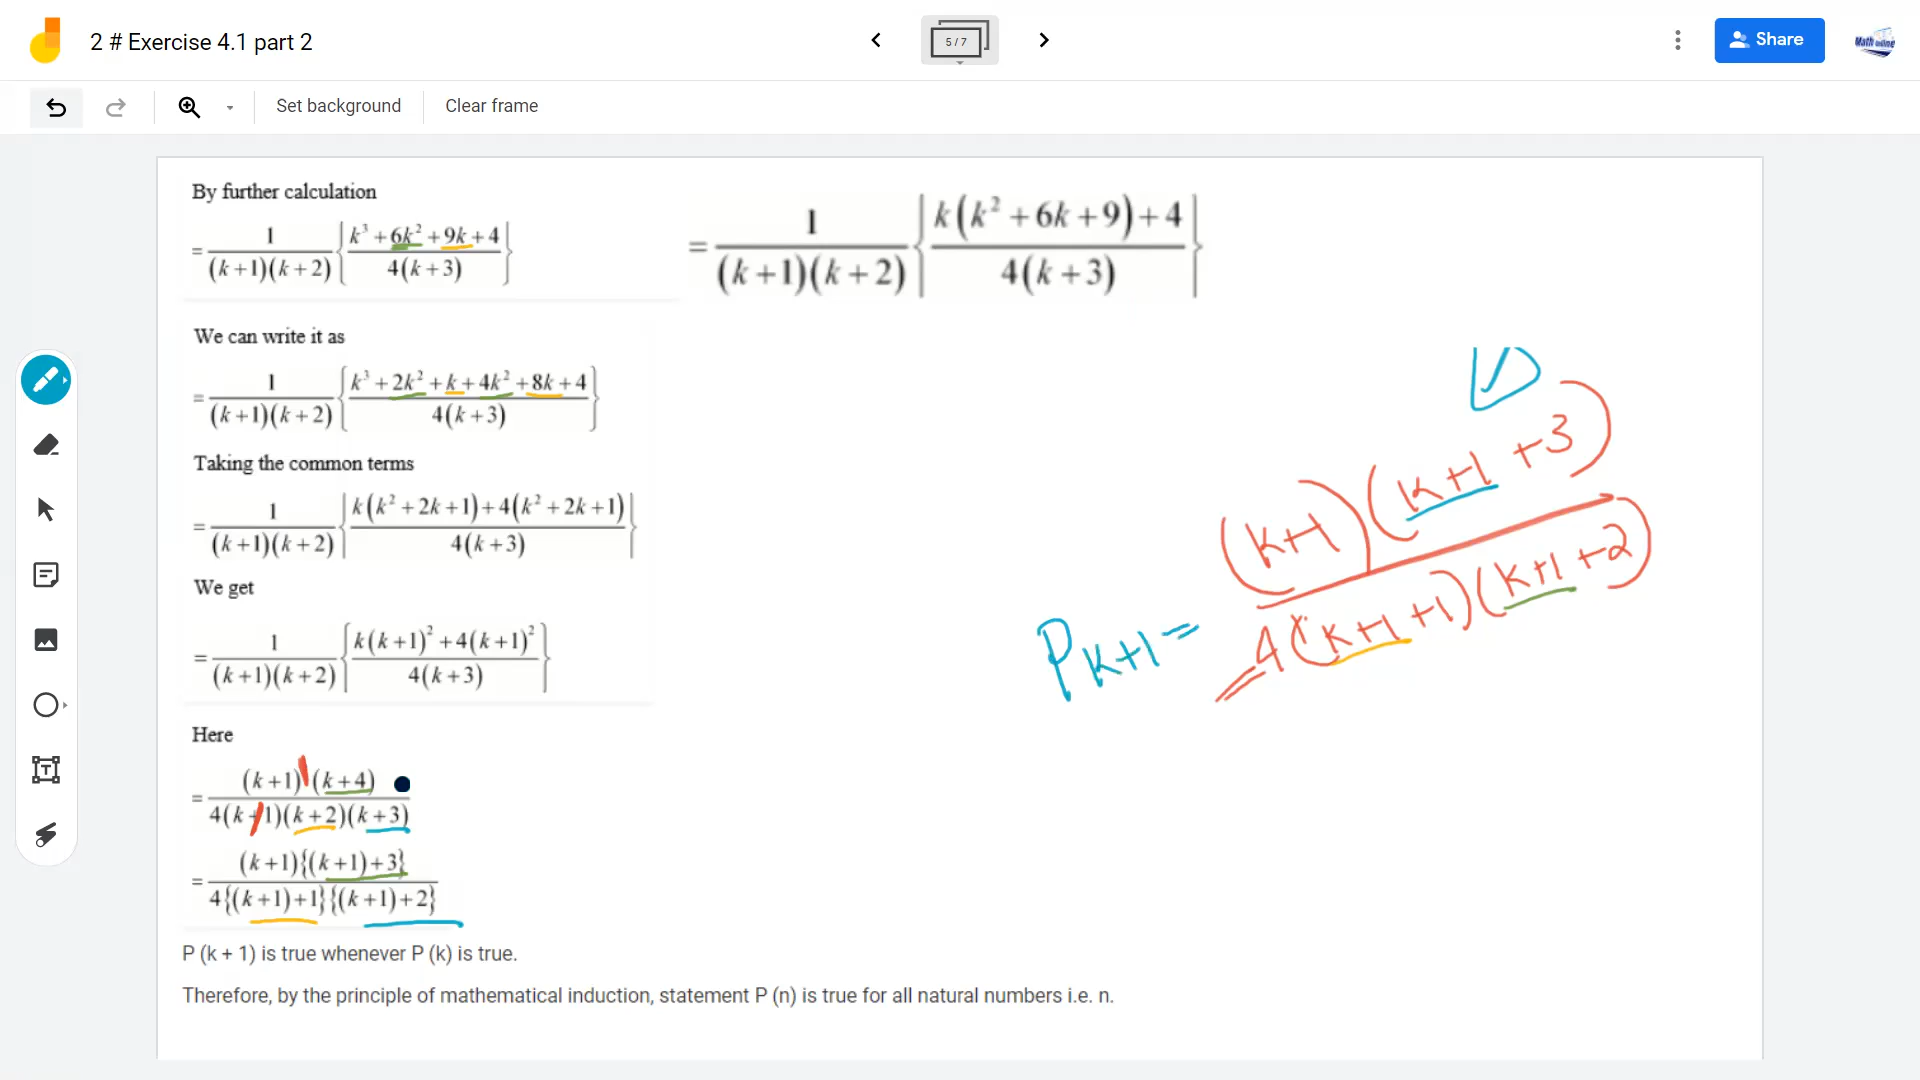 2 # Exercise 4.1 part 2
5 / 7
Share
Math online
Set background
Clear frame
By further calculation
= 1/((k+1)(k+2)) {(k³+6k²+9k+4)/(4(k+3))}
= 1/((k+1)(k+2)) {(k(k²+6k+9)+4)/(4(k+3))}
We can write it as
= 1/((k+1)(k+2)) {(k³+2k²+k+4k²+8k+4)/(4(k+3))}
Taking the common terms
= 1/((k+1)(k+2)) {(k(k²+2k+1)+4(k²+2k+1))/(4(k+3))}
We get
= 1/((k+1)(k+2)) {(k(k+1)²+4(k+1)²)/(4(k+3))}
Here
= (k+1) (k+4)/(4(k+1)(k+2)(k+3))
= (k+1){(k+1)+3}/(4{(k+1)+1}{(k+1)+2})
P (k + 1) is true whenever P (k) is true.
Therefore, by the principle of mathematical induction, statement P (n) is true for all natural numbers i.e. n.
P k+1 = (k+1)(k+1+3)/(4(k+1+1)(k+1+2))